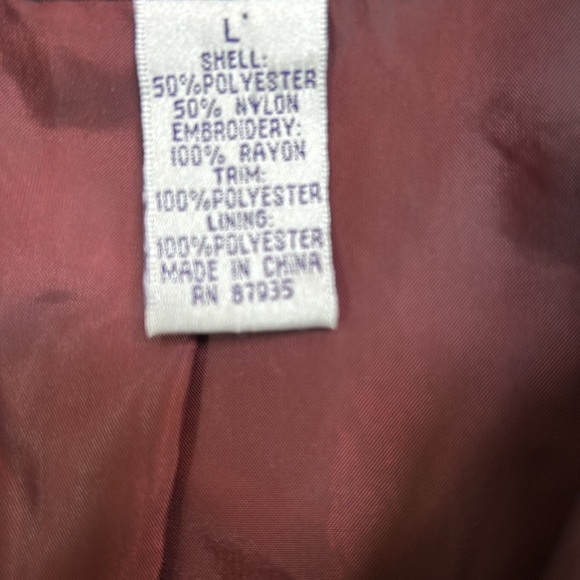 L
SHELL:
50%POLYESTER
50% NYLON
EMBROIDERY:
100% RAYON
TRIM:
100%POLYESTER
LINING:
100%POLYESTER
MADE IN CHINA
RN 87935